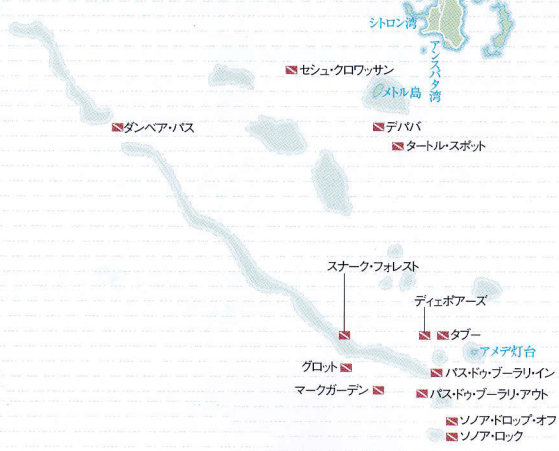 シトロン湾
アンスバタ湾
セシュ・クロワッサン
メトル島
ダンベア・パス
デパパ
タートル・スポット
スナーク・フォレスト
ディエポアーズ
タブー
アメデ灯台
グロット
パス・ドゥ・ブーラリ・イン
マークガーデン
パス・ドゥ・ブーラリ・アウト
ソノア・ドロップ・オフ
ソノア・ロック